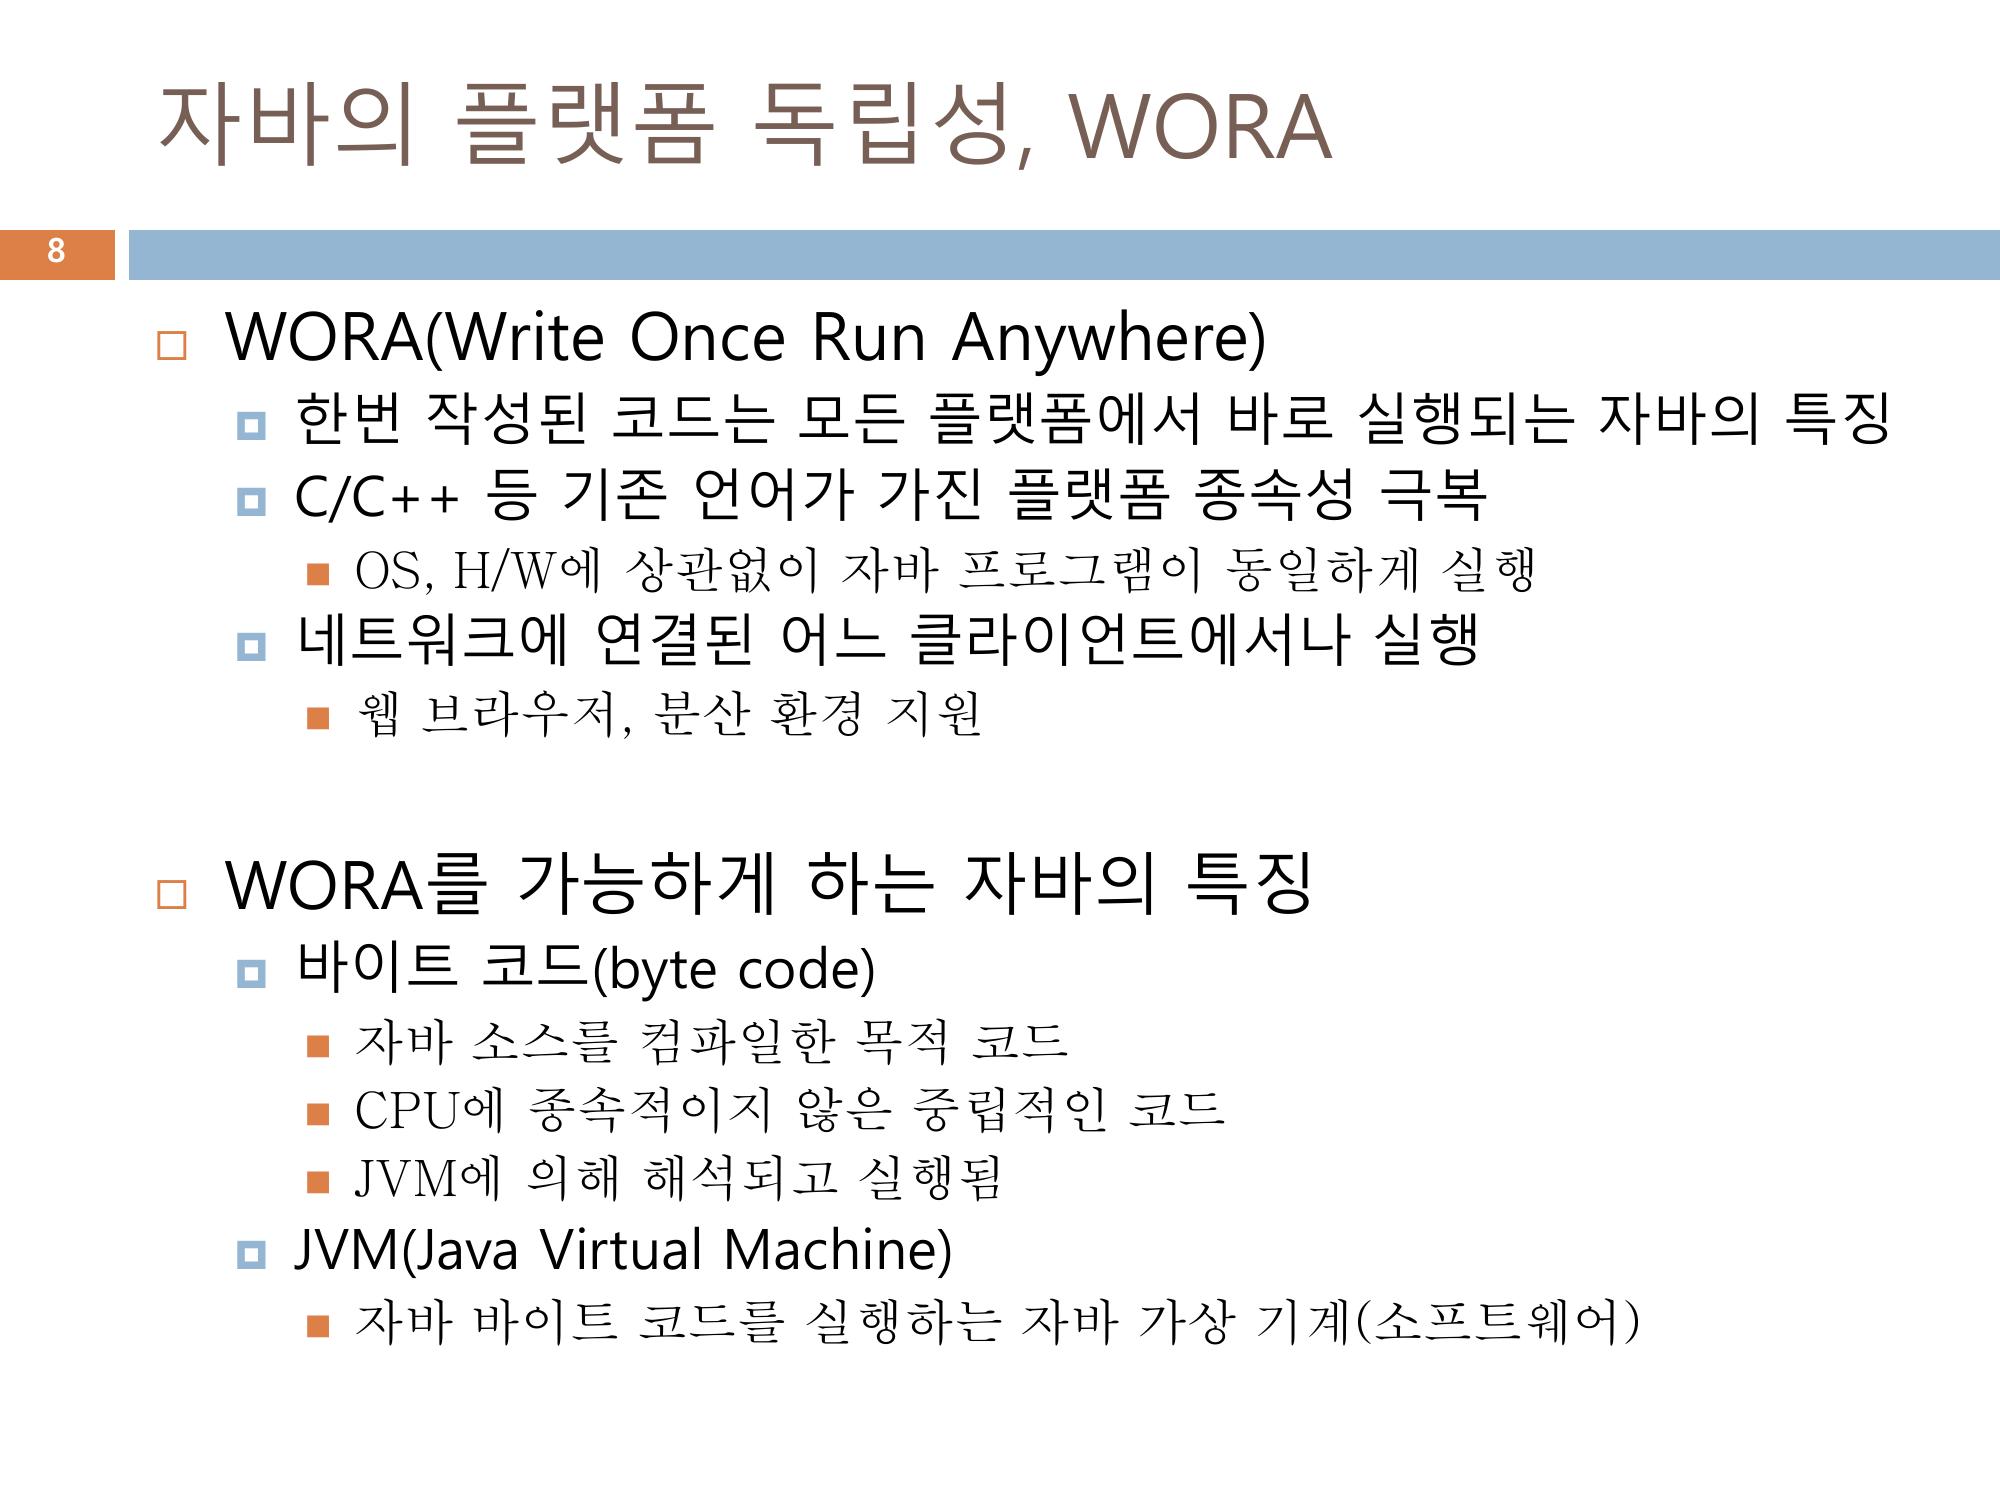 자바의 플랫폼 독립성, WORA
8
WORA(Write Once Run Anywhere)
한번 작성된 코드는 모든 플랫폼에서 바로 실행되는 자바의 특징
C/C++ 등 기존 언어가 가진 플랫폼 종속성 극복
OS, H/W에 상관없이 자바 프로그램이 동일하게 실행
네트워크에 연결된 어느 클라이언트에서나 실행
웹 브라우저, 분산 환경 지원
WORA를 가능하게 하는 자바의 특징
바이트 코드(byte code)
자바 소스를 컴파일한 목적 코드
CPU에 종속적이지 않은 중립적인 코드
JVM에 의해 해석되고 실행됨
JVM(Java Virtual Machine)
자바 바이트 코드를 실행하는 자바 가상 기계(소프트웨어)